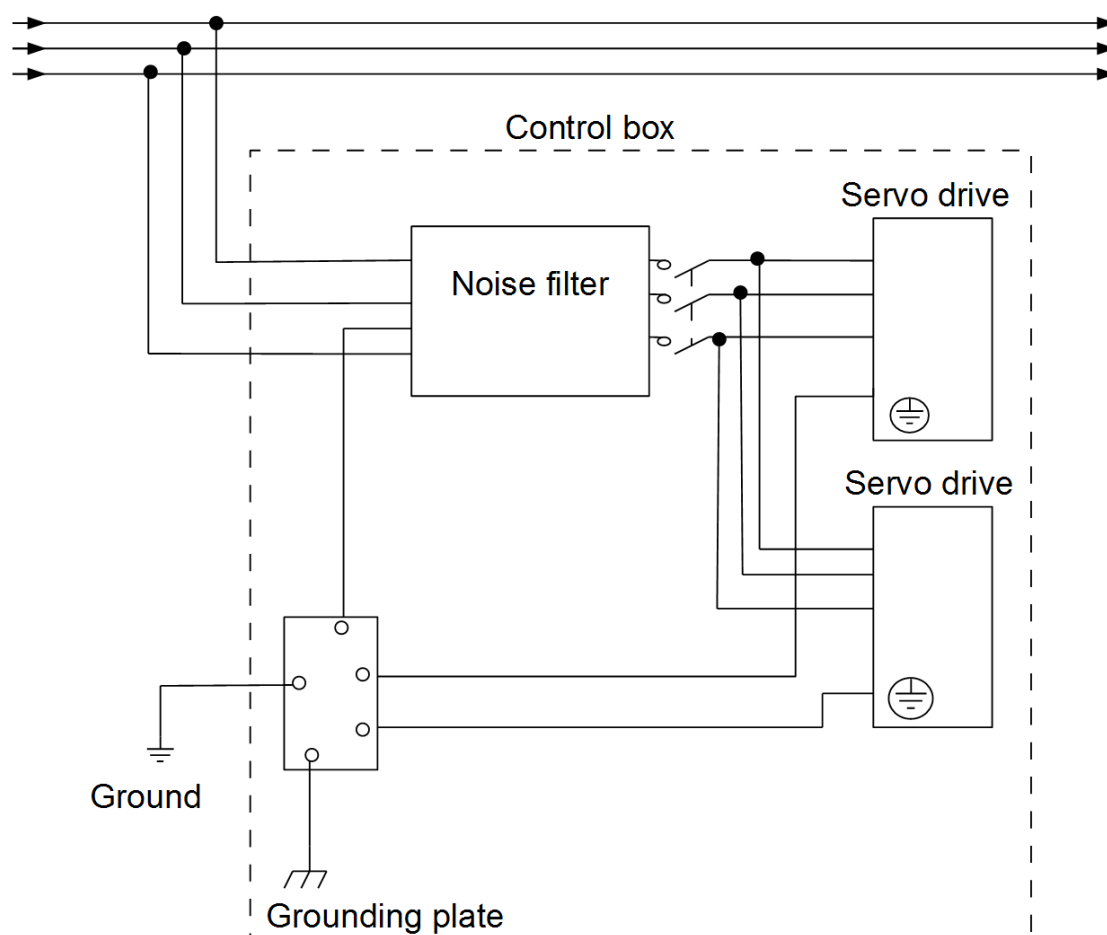 Control box
Servo drive
Noise filter
Servo drive
Ground
Grounding plate